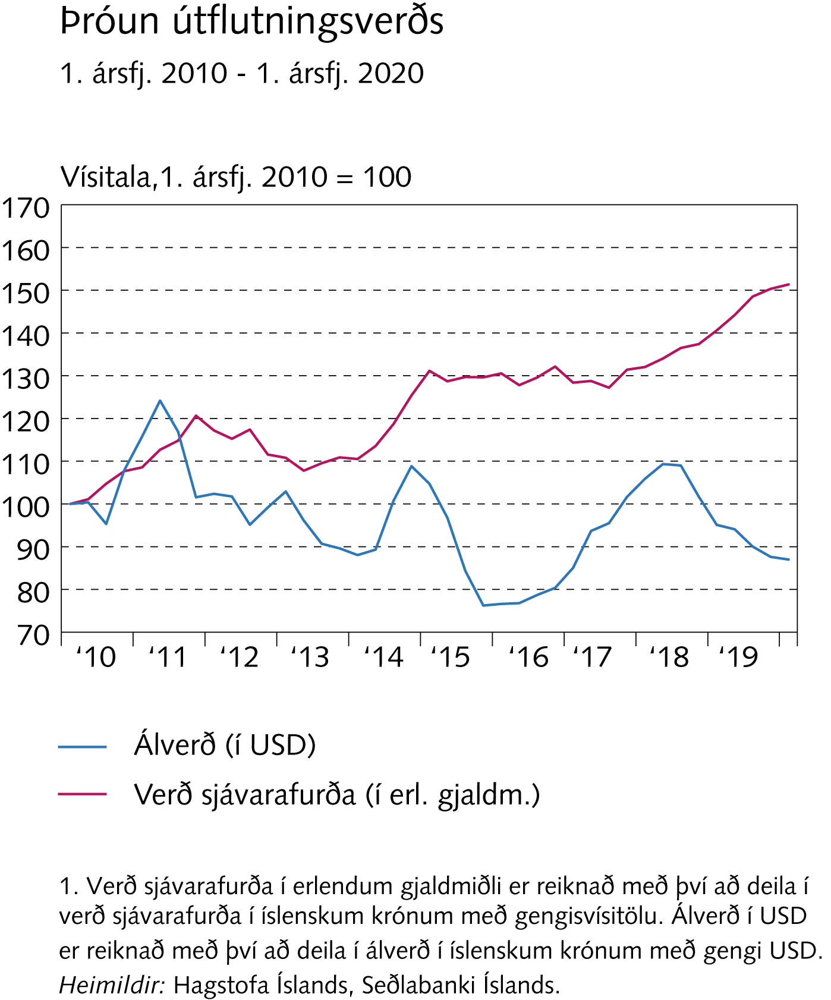 Þróun útflutningsverðs
1. ársfj. 2010 - 1. ársfj. 2020
Vísitala,1. ársfj. 2010 = 100
170
160
150
140
130
120
110
100
90
80
70
‘10 ‘11 ‘12 ‘13 ‘14 ‘15 ‘16 ‘17 ‘18 ‘19
Álverð (í USD)
Verð sjávarafurða (í erl. gjaldm.)
1. Verð sjávarafurða í erlendum gjaldmiðli er reiknað með því að deila í
verð sjávarafurða í íslenskum krónum með gengisvísitölu. Álverð í USD
er reiknað með því að deila í álverð í íslenskum krónum með gengi USD.
Heimildir: Hagstofa Íslands, Seðlabanki Íslands.